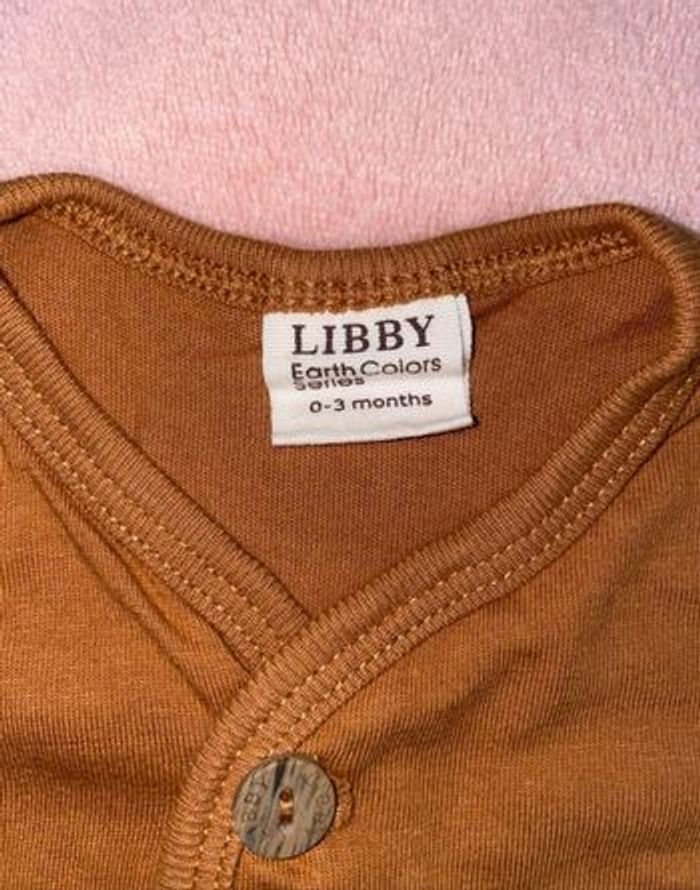 LIBBY
Earth Colors
Series
0-3 months